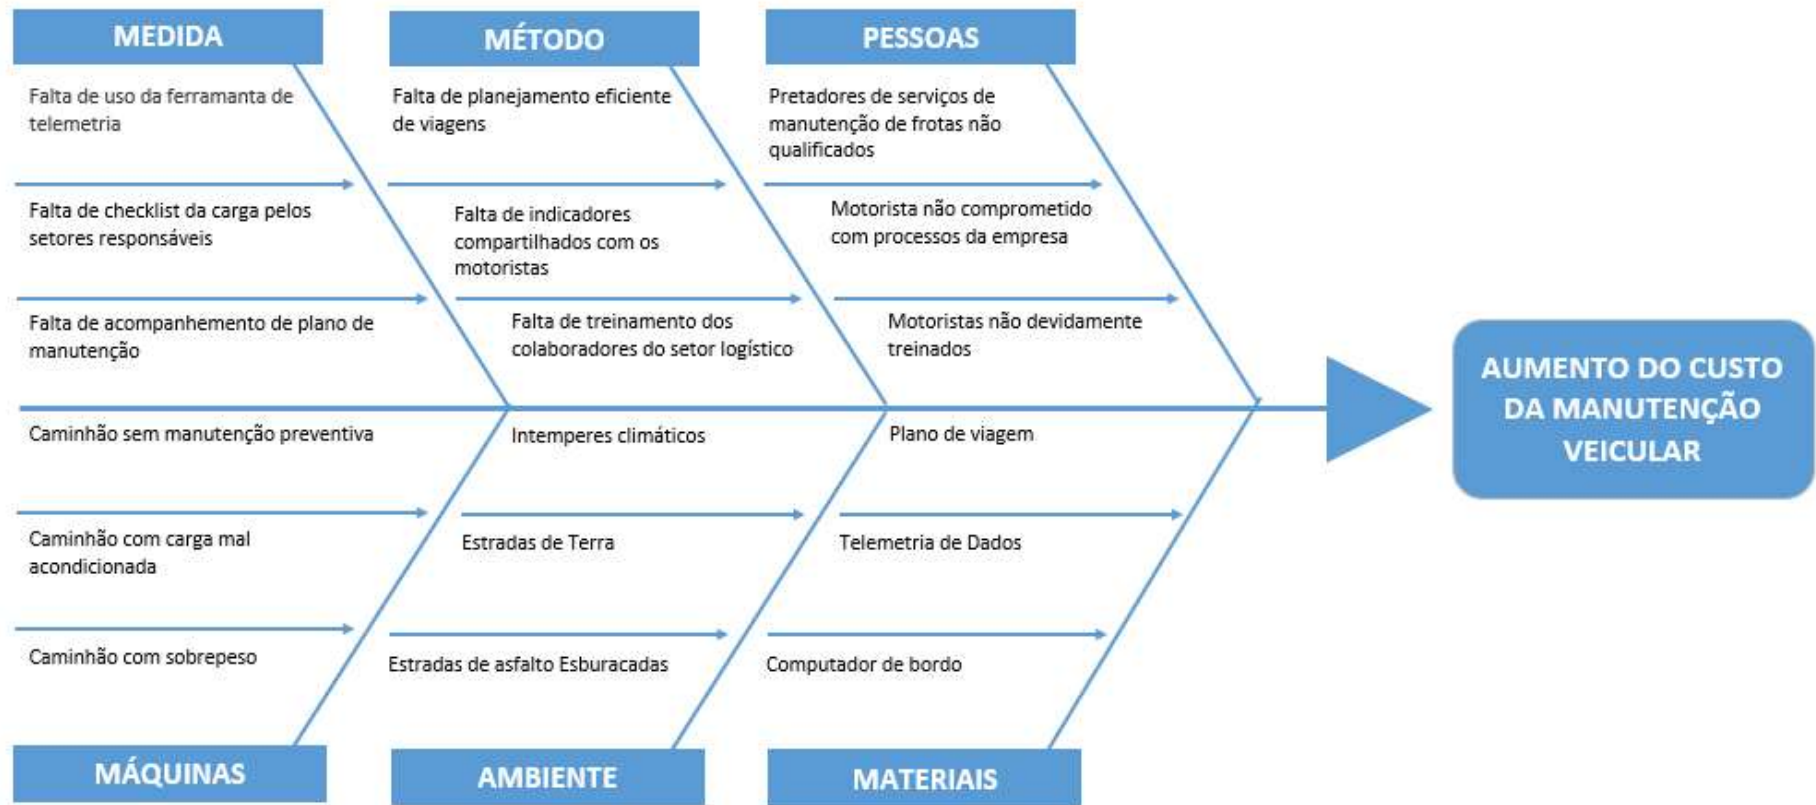 MEDIDA
Falta de uso da ferramanta de
telemetria
Falta de checklist da carga pelos
setores responsáveis
Falta de acompanhemento de plano de
manutenção
MÉTODO
Falta de planejamento eficiente
de viagens
Falta de indicadores
compartilhados com os
motoristas
Falta de treinamento dos
colaboradores do setor logístico
PESSOAS
Pretadores de serviços de
manutenção de frotas não
qualificados
Motorista não comprometido
com processos da empresa
Motoristas não devidamente
treinados
AUMENTO DO CUSTO
DA MANUTENÇÃO
VEICULAR
Caminhão sem manutenção preventiva
Caminhão com carga mal
acondicionada
Caminhão com sobrepeso
MÁQUINAS
Intemperes climáticos
Estradas de Terra
Estradas de asfalto Esburacadas
AMBIENTE
Plano de viagem
Telemetria de Dados
Computador de bordo
MATERIAIS